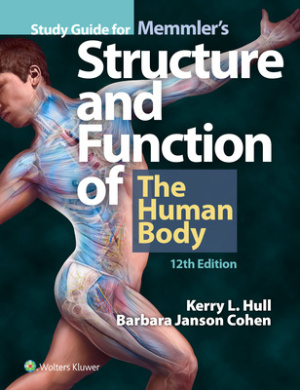 Study Guide for Memmler's
Structure
and
Function
of The
Human
Body
12th Edition
Kerry L. Hull
Barbara Janson Cohen
Wolters Kluwer